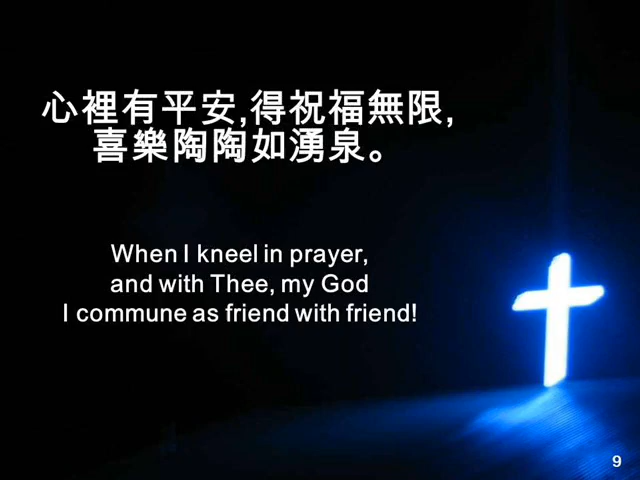 心裡有平安,得祝福無限,
喜樂陶陶如湧泉。
When I kneel in prayer,
and with Thee, my God
I commune as friend with friend!
9